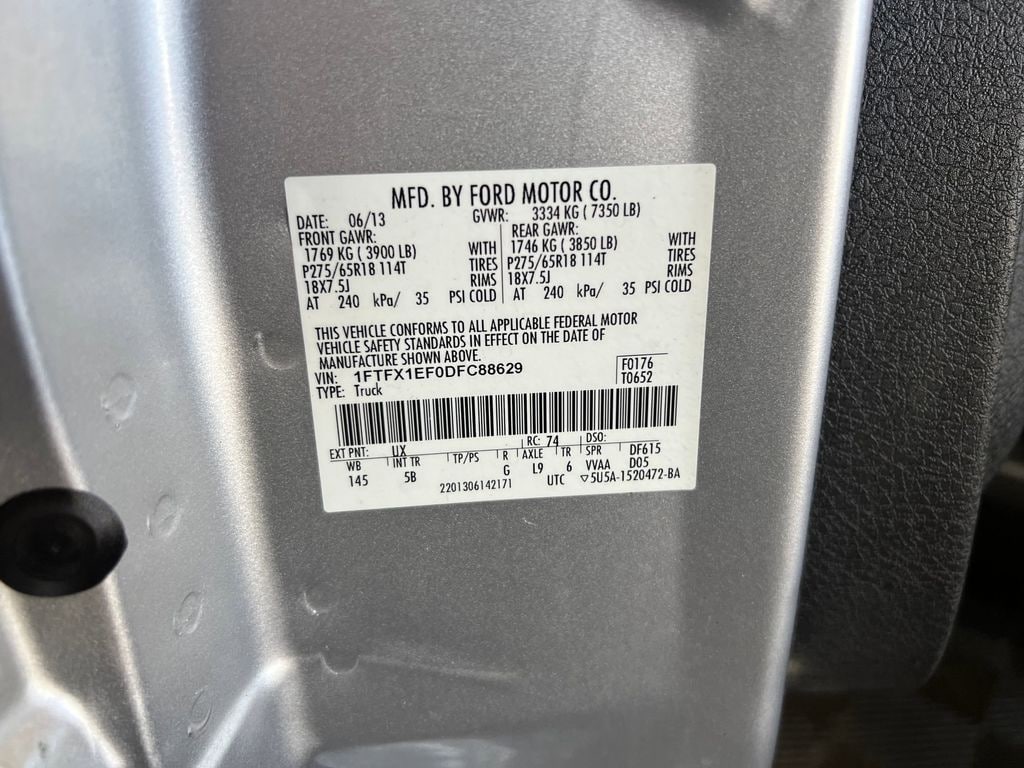 MFD. BY FORD MOTOR CO.
DATE: 06/13 GVWR: 3334 KG ( 7350 LB)
FRONT GAWR: REAR GAWR:
1769 KG ( 3900 LB) WITH 1746 KG ( 3850 LB) WITH
P275/65R18 114T TIRES P275/65R18 114T TIRES
18X7.5J RIMS 18X7.5J RIMS
AT 240 kPa/ 35 PSI COLD AT 240 kPa/ 35 PSI COLD
THIS VEHICLE CONFORMS TO ALL APPLICABLE FEDERAL MOTOR
VEHICLE SAFETY STANDARDS IN EFFECT ON THE DATE OF
MANUFACTURE SHOWN ABOVE.
VIN: 1FTFX1EF0DFC88629 F0176
TYPE: Truck T0652
EXT PNT: UX RC: 74 DSO:
WB INT TR TP/PS R AXLE TR SPR DF615
145 5B G L9 6 VVAA D05
2201306142171 UTC ▽5U5A-1520472-BA